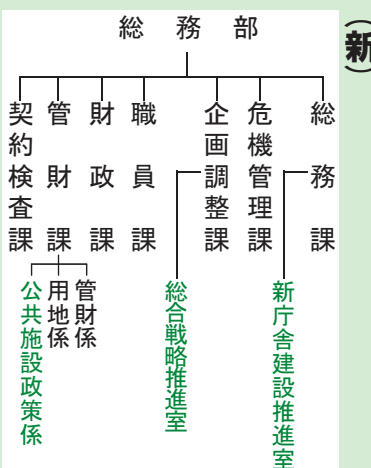 総務部
（新
総務課
危機管理課
企画調整課
職員課
財政課
管財課
契約検査課
新庁舎建設推進室
総合戦略推進室
管財係
用地係
公共施設政策係